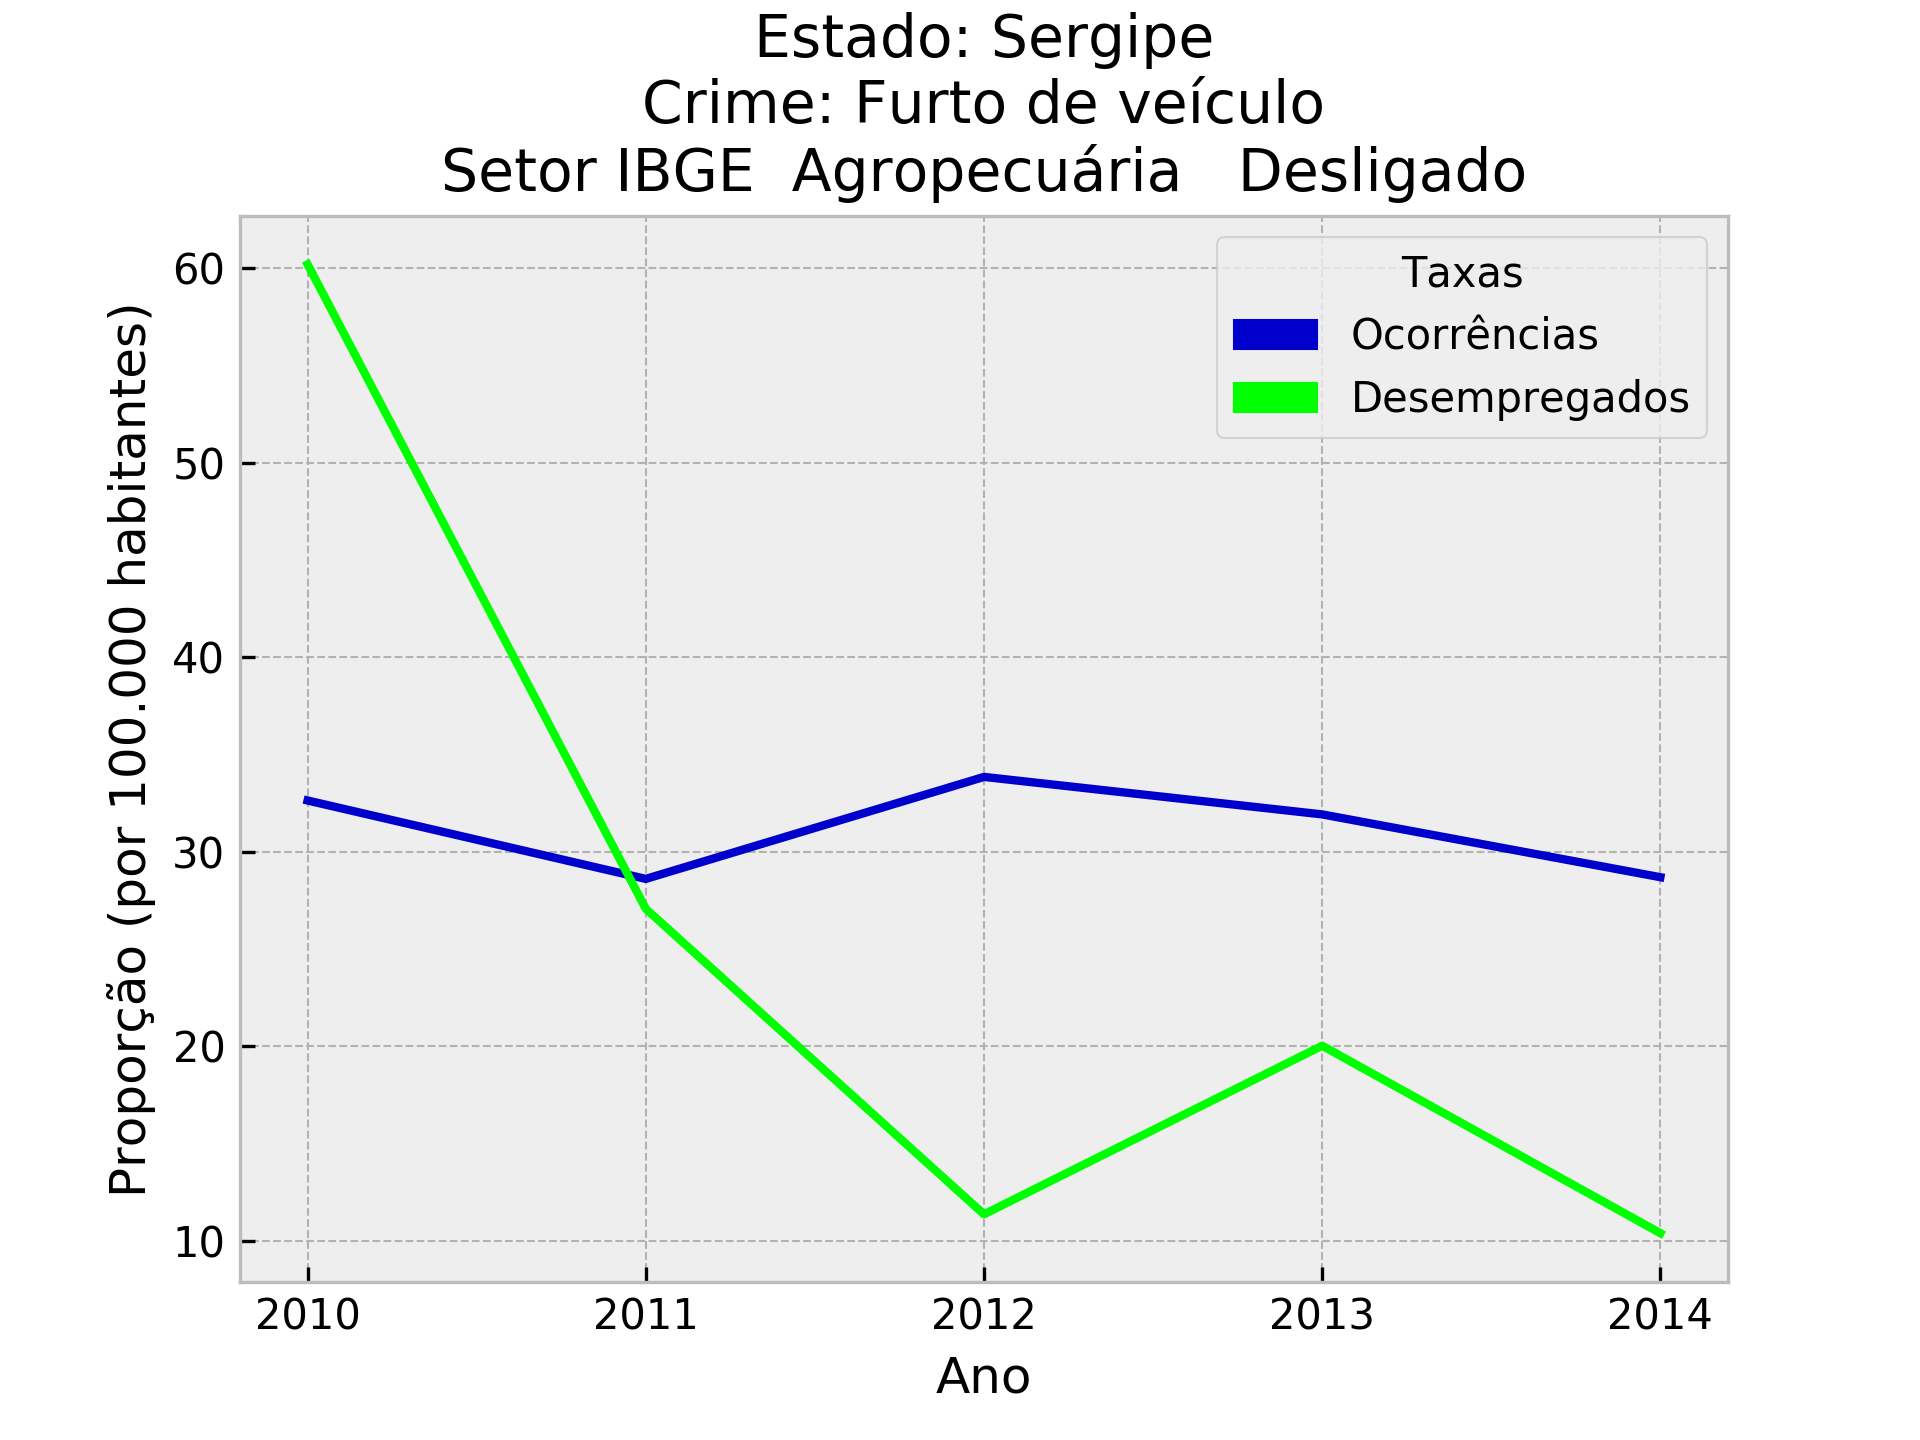 Estado: Sergipe
Crime: Furto de veículo
Setor IBGE  Agropecuária   Desligado
Proporção (por 100.000 habitantes)
60
50
40
30
20
10
Taxas
Ocorrências
Desempregados
2010 2011 2012 2013 2014
Ano